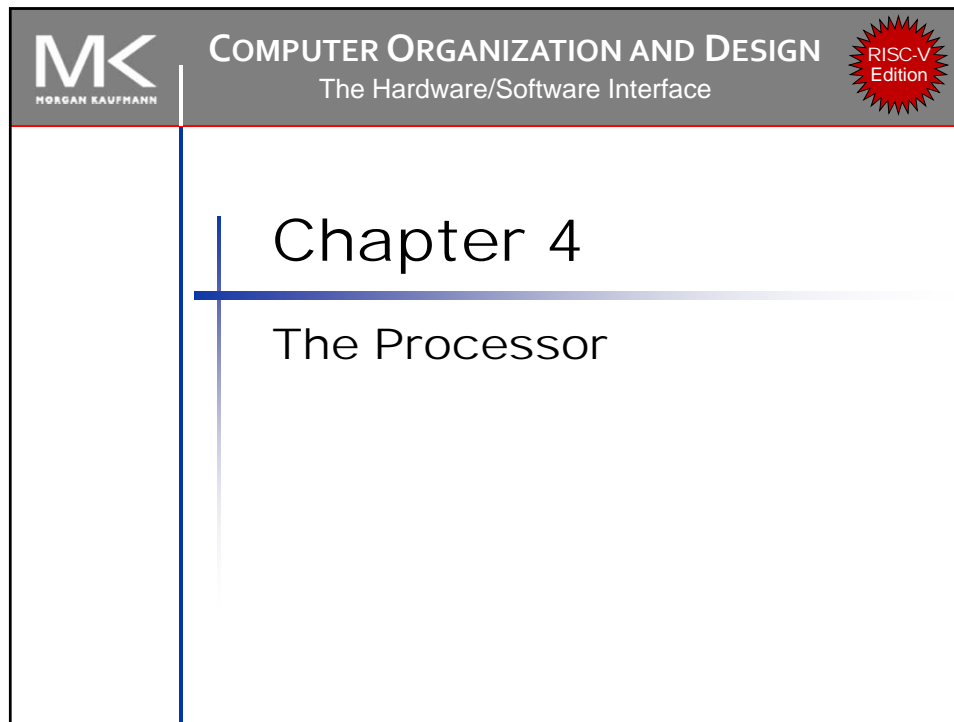 MK
MORGAN KAUFMANN
COMPUTER ORGANIZATION AND DESIGN
The Hardware/Software Interface
RISC-V
Edition
Chapter 4
The Processor